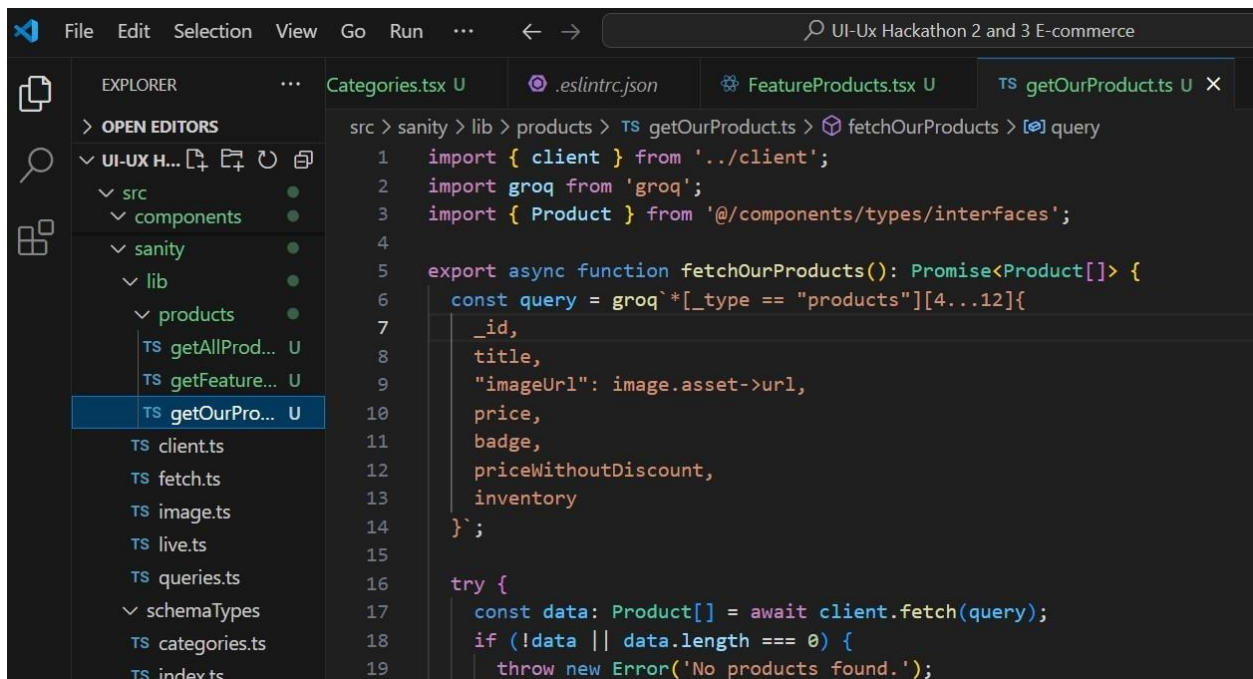 File Edit Selection View Go Run ··· ← → UI-Ux Hackathon 2 and 3 E-commerce
EXPLORER ···
> OPEN EDITORS
UI-UX H...
src
components
sanity
lib
products
TS getAllProd... U
TS getFeature... U
TS getOurPro... U
TS client.ts
TS fetch.ts
TS image.ts
TS live.ts
TS queries.ts
schemaTypes
TS categories.ts
TS index.ts
Categories.tsx U .eslintrc.json FeatureProducts.tsx U TS getOurProduct.ts U ×
src > sanity > lib > products > TS getOurProduct.ts > fetchOurProducts > query
1 import { client } from '../client';
2 import groq from 'groq';
3 import { Product } from '@/components/types/interfaces';
4
5 export async function fetchOurProducts(): Promise<Product[]> {
6 const query = groq`*[_type == "products"][4...12]{
7 _id,
8 title,
9 "imageUrl": image.asset->url,
10 price,
11 badge,
12 priceWithoutDiscount,
13 inventory
14 }`;
15
16 try {
17 const data: Product[] = await client.fetch(query);
18 if (!data || data.length === 0) {
19 throw new Error('No products found.');